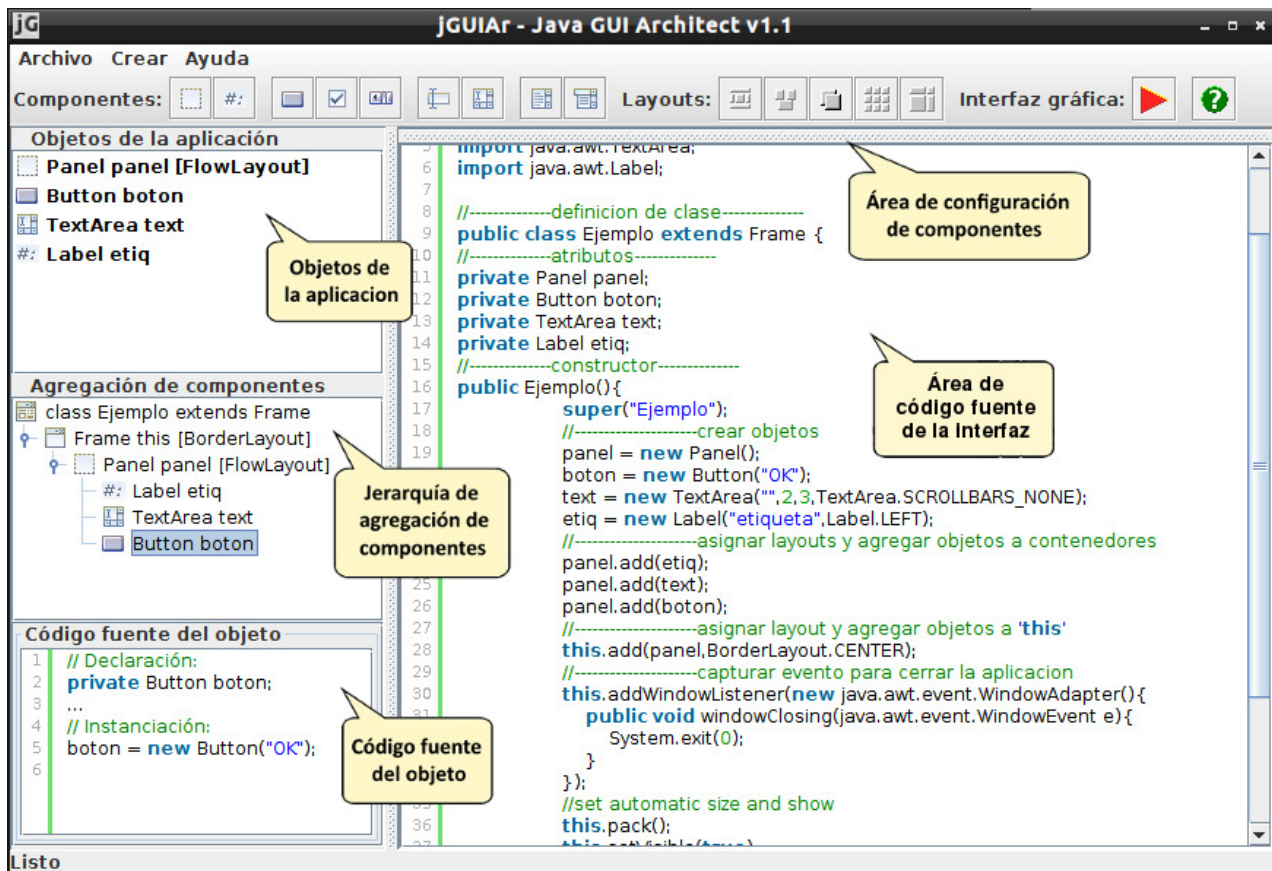 jG jGUIAr - Java GUI Architect v1.1
Archivo Crear Ayuda
Componentes: #: Layouts: Interfaz gráfica: ?
Objetos de la aplicación
Panel panel [FlowLayout]
Button boton
TextArea text
#: Label etiq
Objetos de
la aplicacion
Agregación de componentes
class Ejemplo extends Frame
Frame this [BorderLayout]
Panel panel [FlowLayout]
#: Label etiq
TextArea text
Button boton
Jerarquía de
agregación de
componentes
Código fuente del objeto
1 // Declaración:
2 private Button boton;
3 ...
4 // Instanciación:
5 boton = new Button("OK");
6
Código fuente
del objeto
5 import java.awt.TextArea;
6 import java.awt.Label;
7
8 //--------------definicion de clase--------------
9 public class Ejemplo extends Frame {
10 //--------------atributos--------------
11 private Panel panel;
12 private Button boton;
13 private TextArea text;
14 private Label etiq;
15 //--------------constructor--------------
16 public Ejemplo(){
17 super("Ejemplo");
18 //---------------------crear objetos
19 panel = new Panel();
boton = new Button("OK");
text = new TextArea("",2,3,TextArea.SCROLLBARS_NONE);
etiq = new Label("etiqueta",Label.LEFT);
//---------------------asignar layouts y agregar objetos a contenedores
panel.add(etiq);
25 panel.add(text);
26 panel.add(boton);
27 //---------------------asignar layout y agregar objetos a 'this'
28 this.add(panel,BorderLayout.CENTER);
29 //---------------------capturar evento para cerrar la aplicacion
30 this.addWindowListener(new java.awt.event.WindowAdapter(){
31 public void windowClosing(java.awt.event.WindowEvent e){
System.exit(0);
}
});
35 //set automatic size and show
36 this.pack();
37 this.setVisible(true)
Área de configuración
de componentes
Área de
código fuente
de la interfaz
Listo